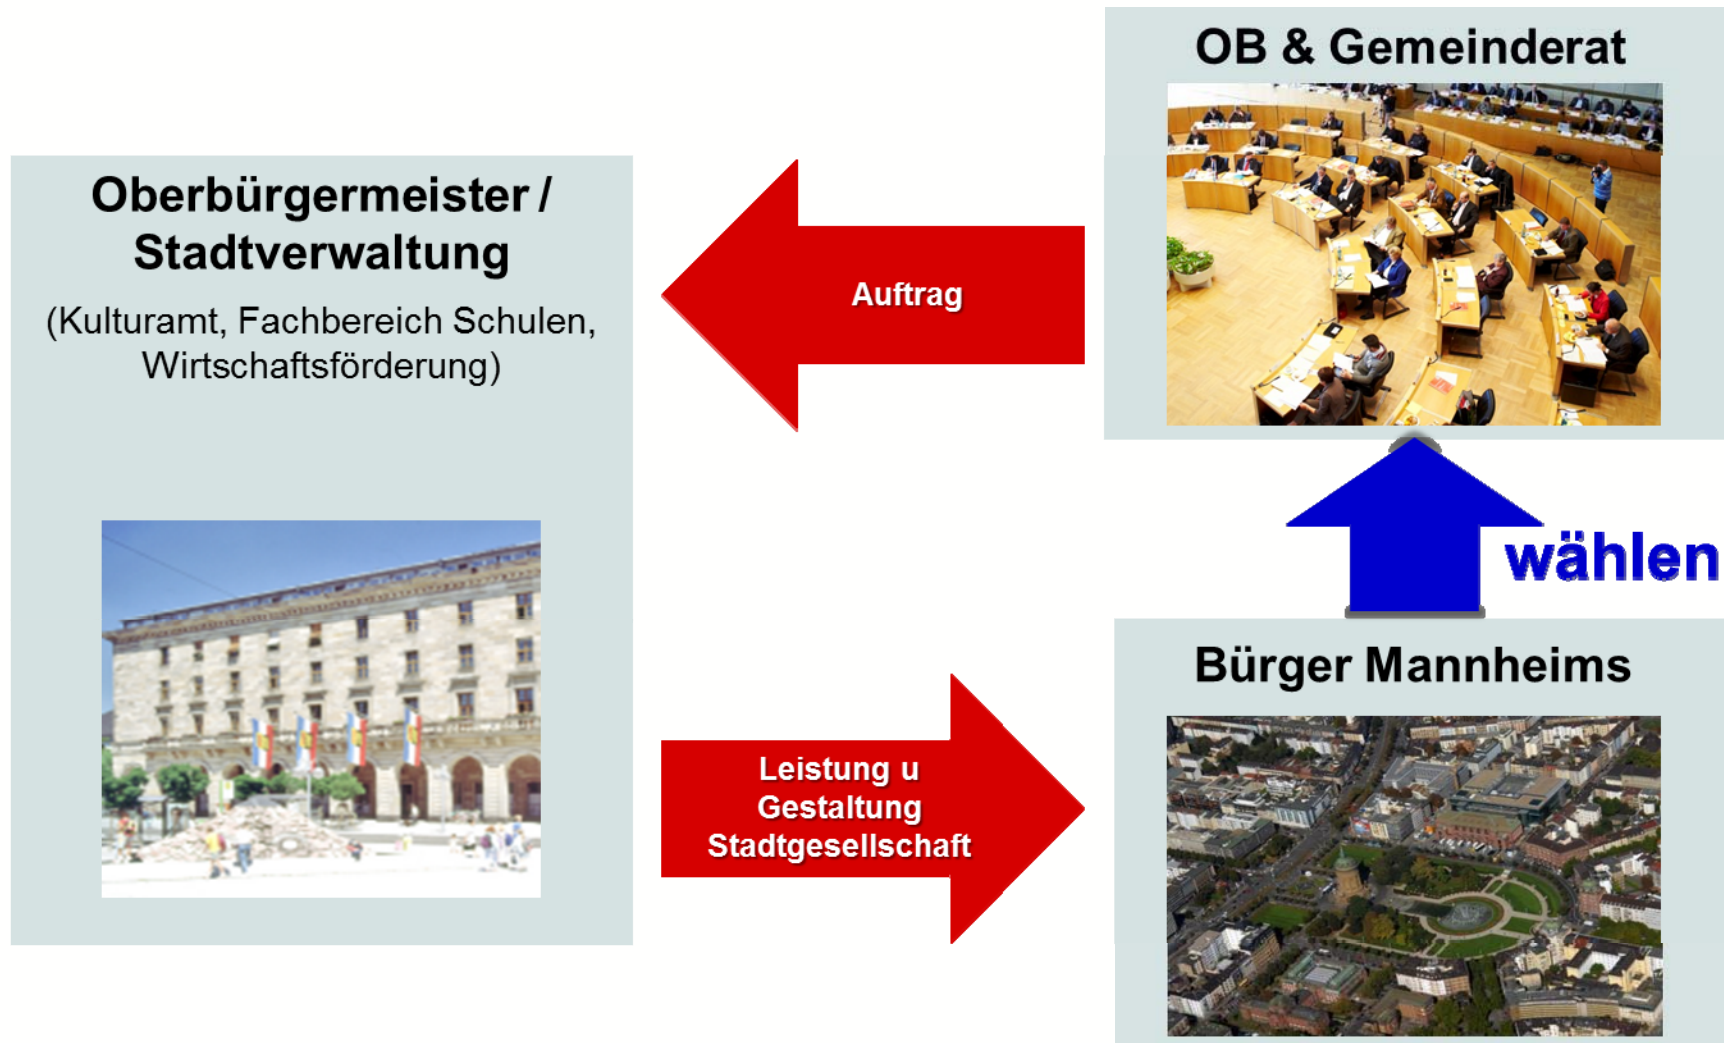 OB & Gemeinderat
Oberbürgermeister /
Stadtverwaltung
(Kulturamt, Fachbereich Schulen,
Wirtschaftsförderung)
Auftrag
wählen
Bürger Mannheims
Leistung u
Gestaltung
Stadtgesellschaft